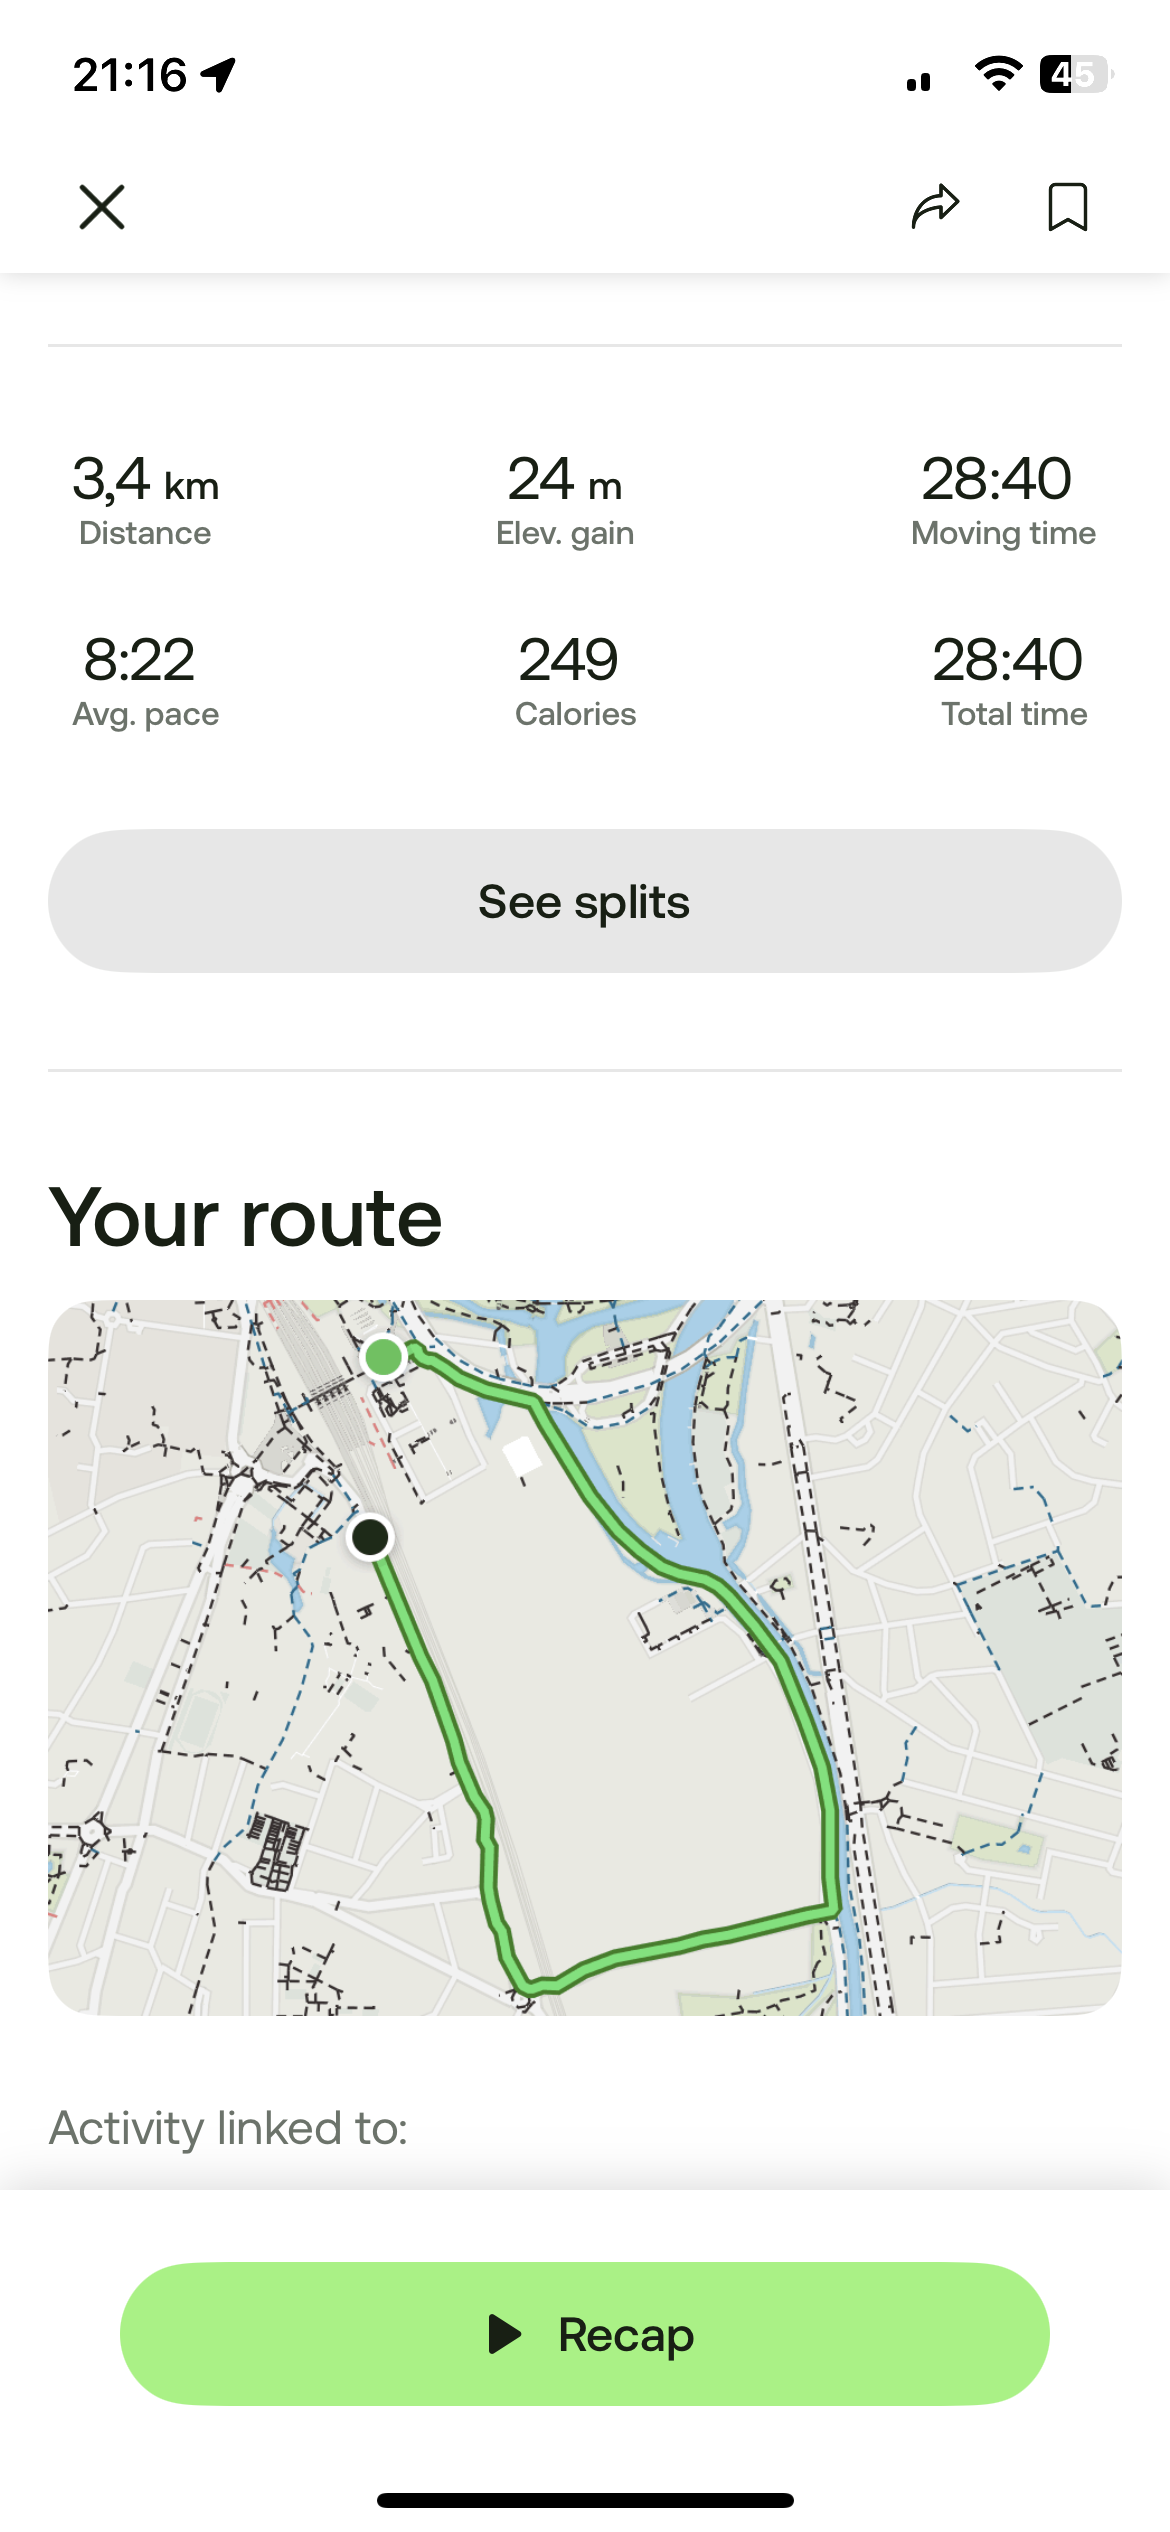 21:16
45
3,4 km
Distance
24 m
Elev. gain
28:40
Moving time
8:22
Avg. pace
249
Calories
28:40
Total time
See splits
Your route
Activity linked to:
Recap